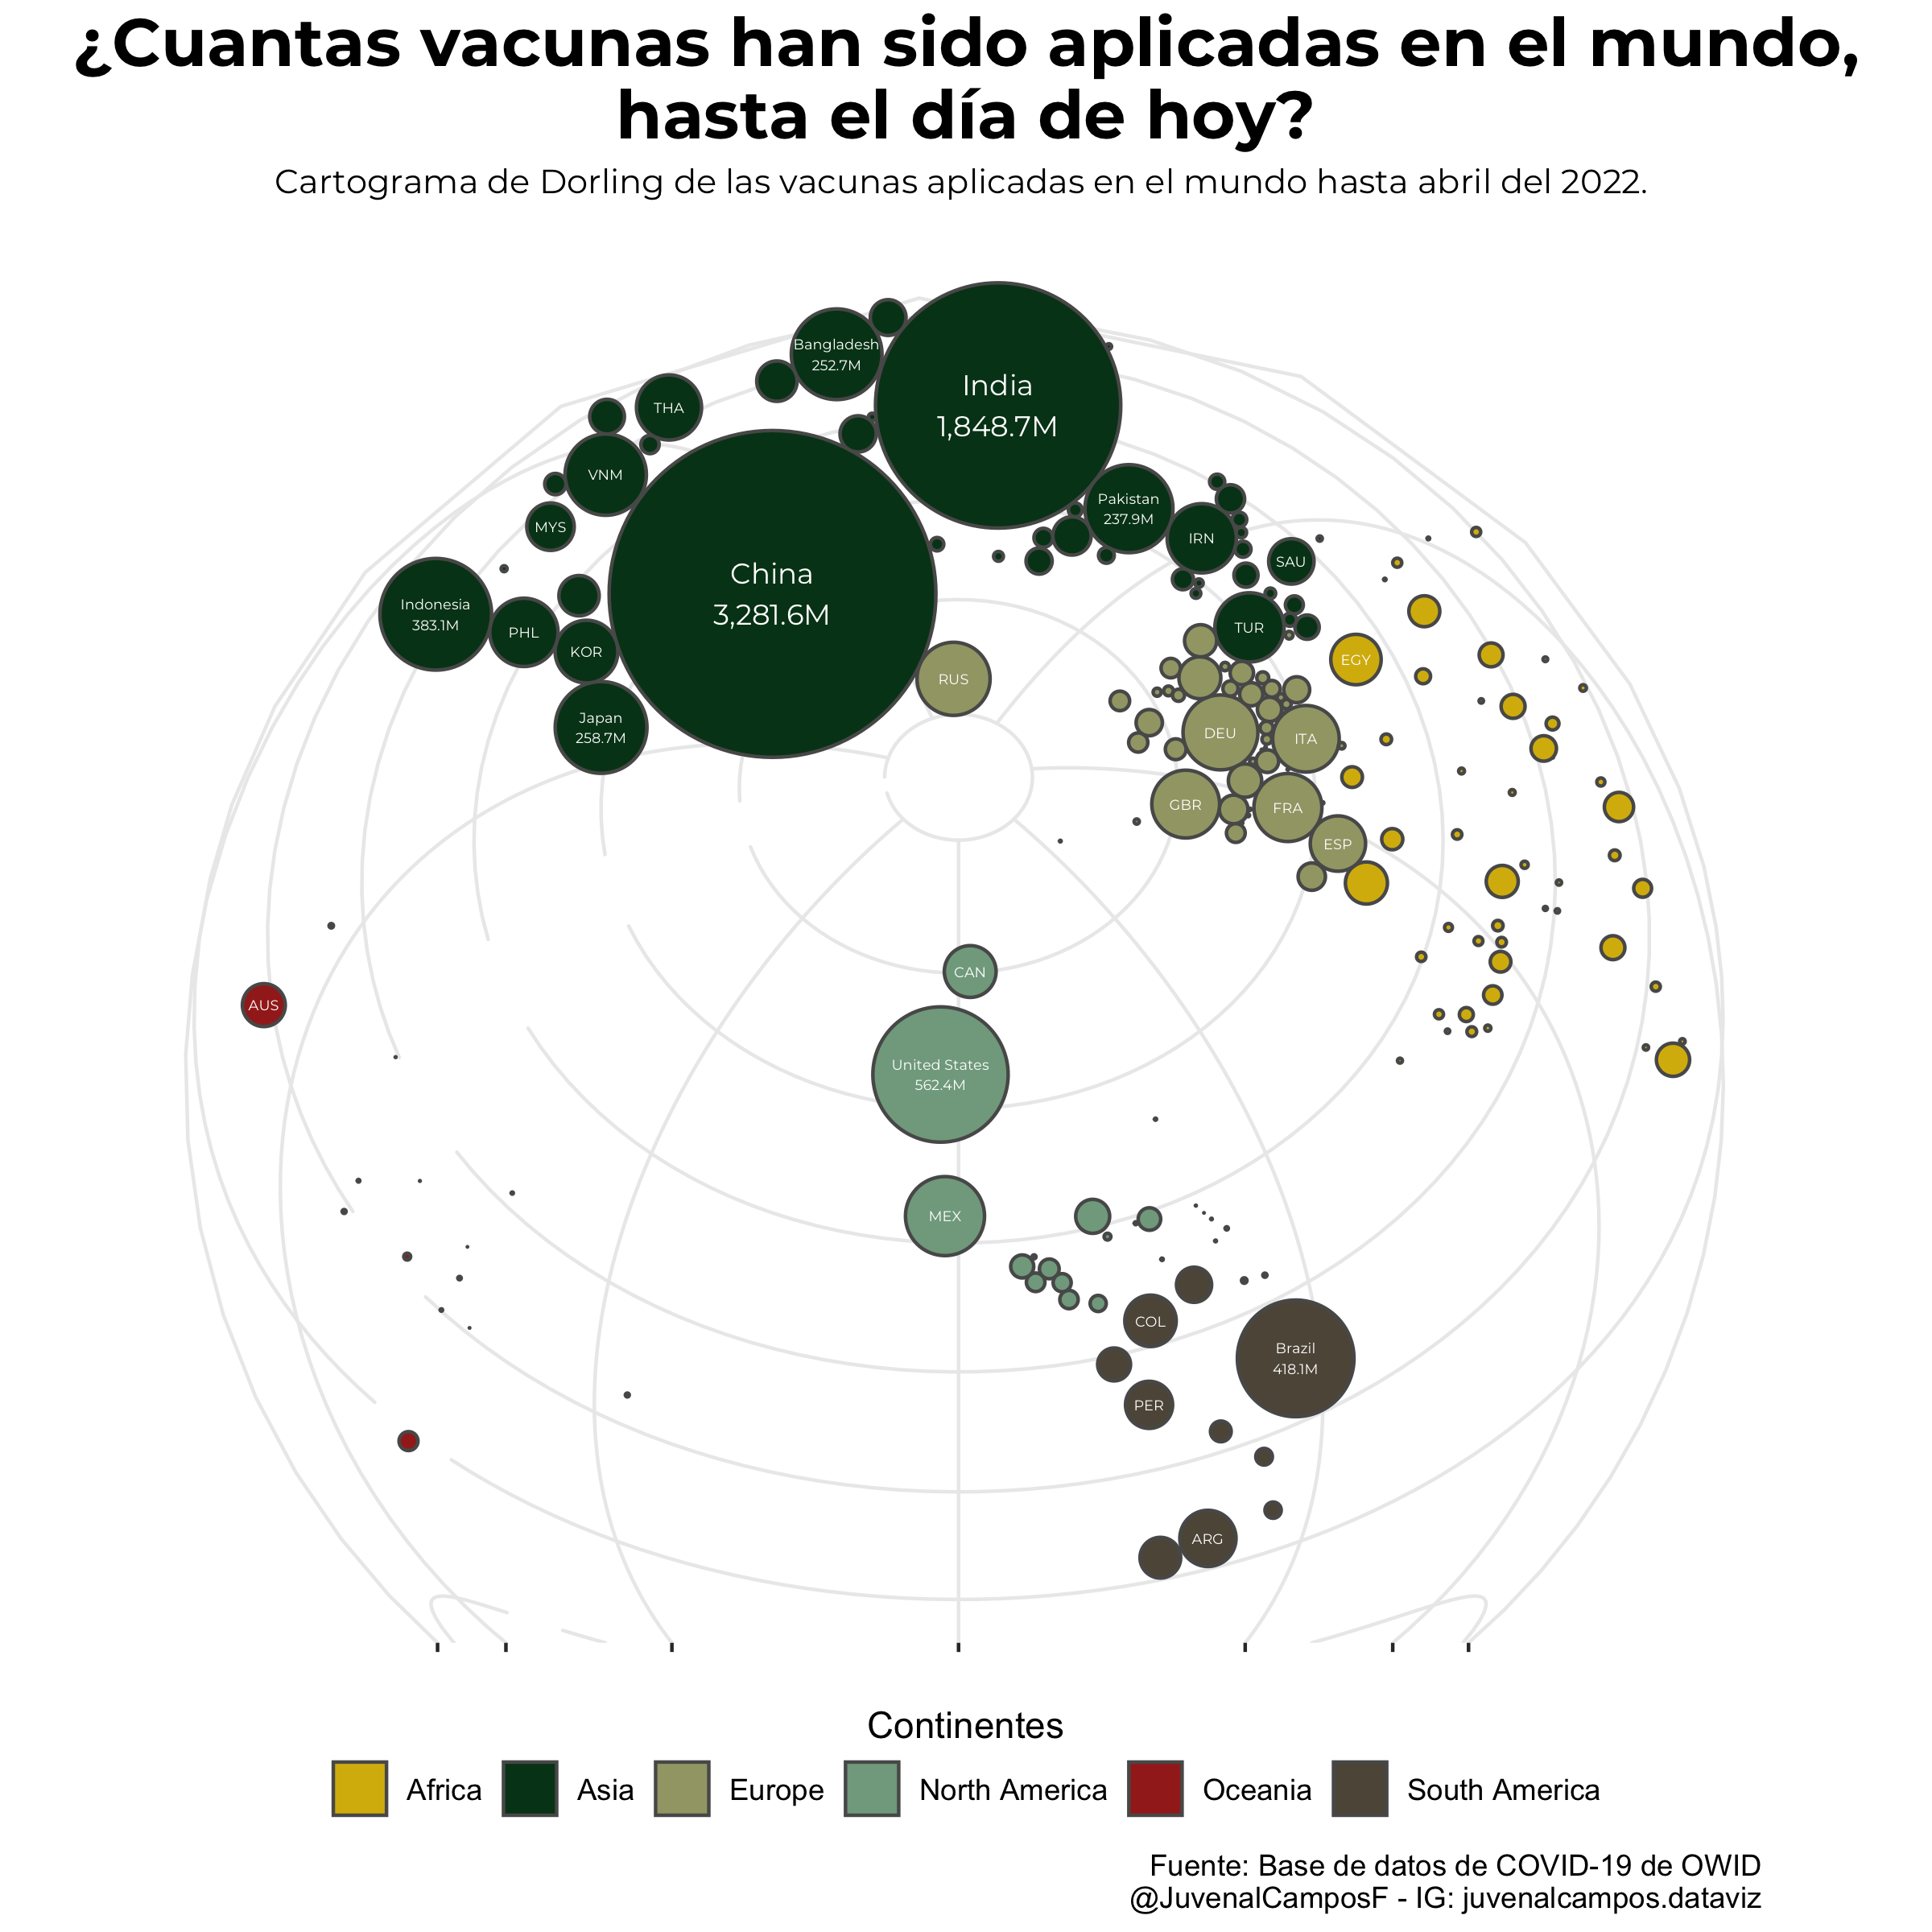 ¿Cuantas vacunas han sido aplicadas en el mundo,
hasta el día de hoy?
Cartograma de Dorling de las vacunas aplicadas en el mundo hasta abril del 2022.
Bangladesh
252.7M
India
1,848.7M
THA
VNM
Pakistan
237.9M
MYS
IRN
SAU
China
3,281.6M
Indonesia
383.1M
PHL
KOR
TUR
EGY
RUS
Japan
258.7M
DEU
ITA
GBR
FRA
ESP
CAN
AUS
United States
562.4M
MEX
COL
Brazil
418.1M
PER
ARG
Continentes
Africa
Asia
Europe
North America
Oceania
South America
Fuente: Base de datos de COVID-19 de OWID
@JuvenalCamposF - IG: juvenalcampos.dataviz